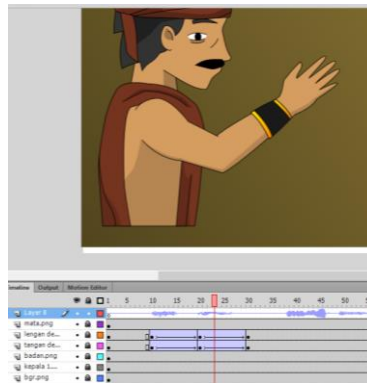 Timeline Output Motion Editor
1 5 10 15 20 25 30 35 40 45 50
Layer 8
mata.png
lengan de...
tangan de...
badan.png
kepala 1....
bgr.png